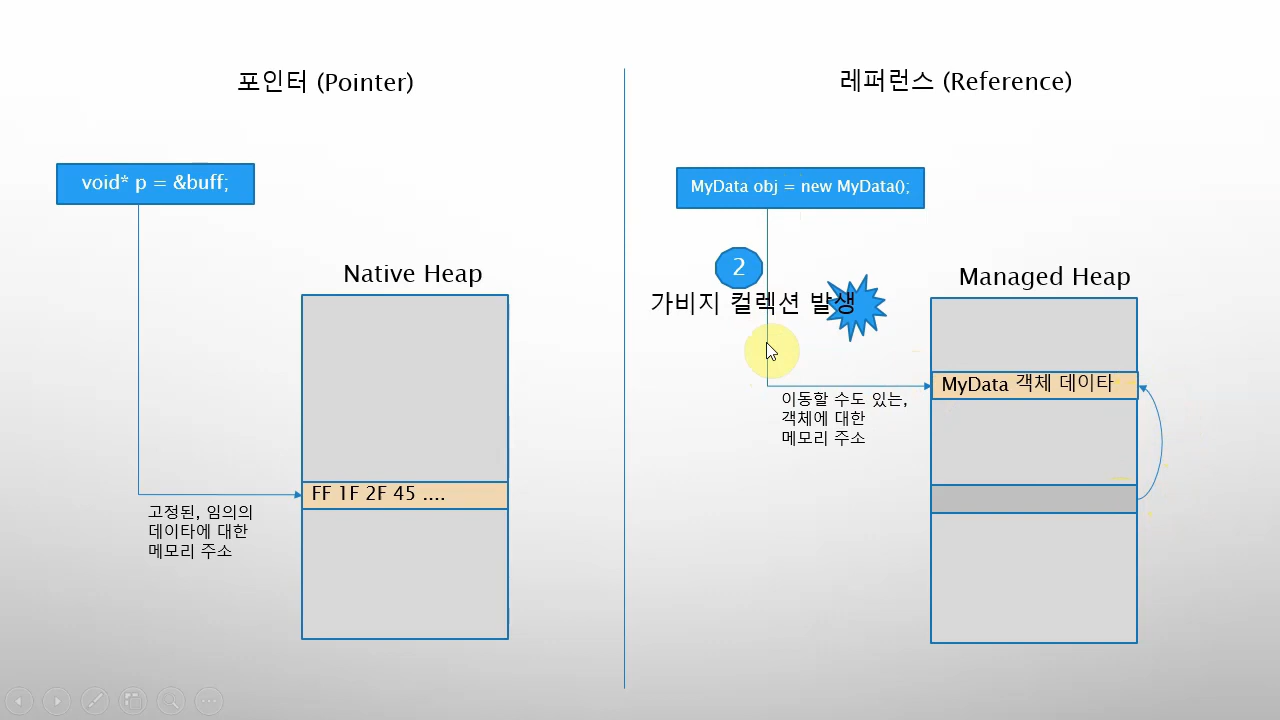 포인터 (Pointer)
void* p = &buff;
Native Heap
FF 1F 2F 45 ....
고정된, 임의의
데이타에 대한
메모리 주소
레퍼런스 (Reference)
MyData obj = new MyData();
2
가비지 컬렉션 발생
Managed Heap
MyData 객체 데이타
이동할 수도 있는,
객체에 대한
메모리 주소